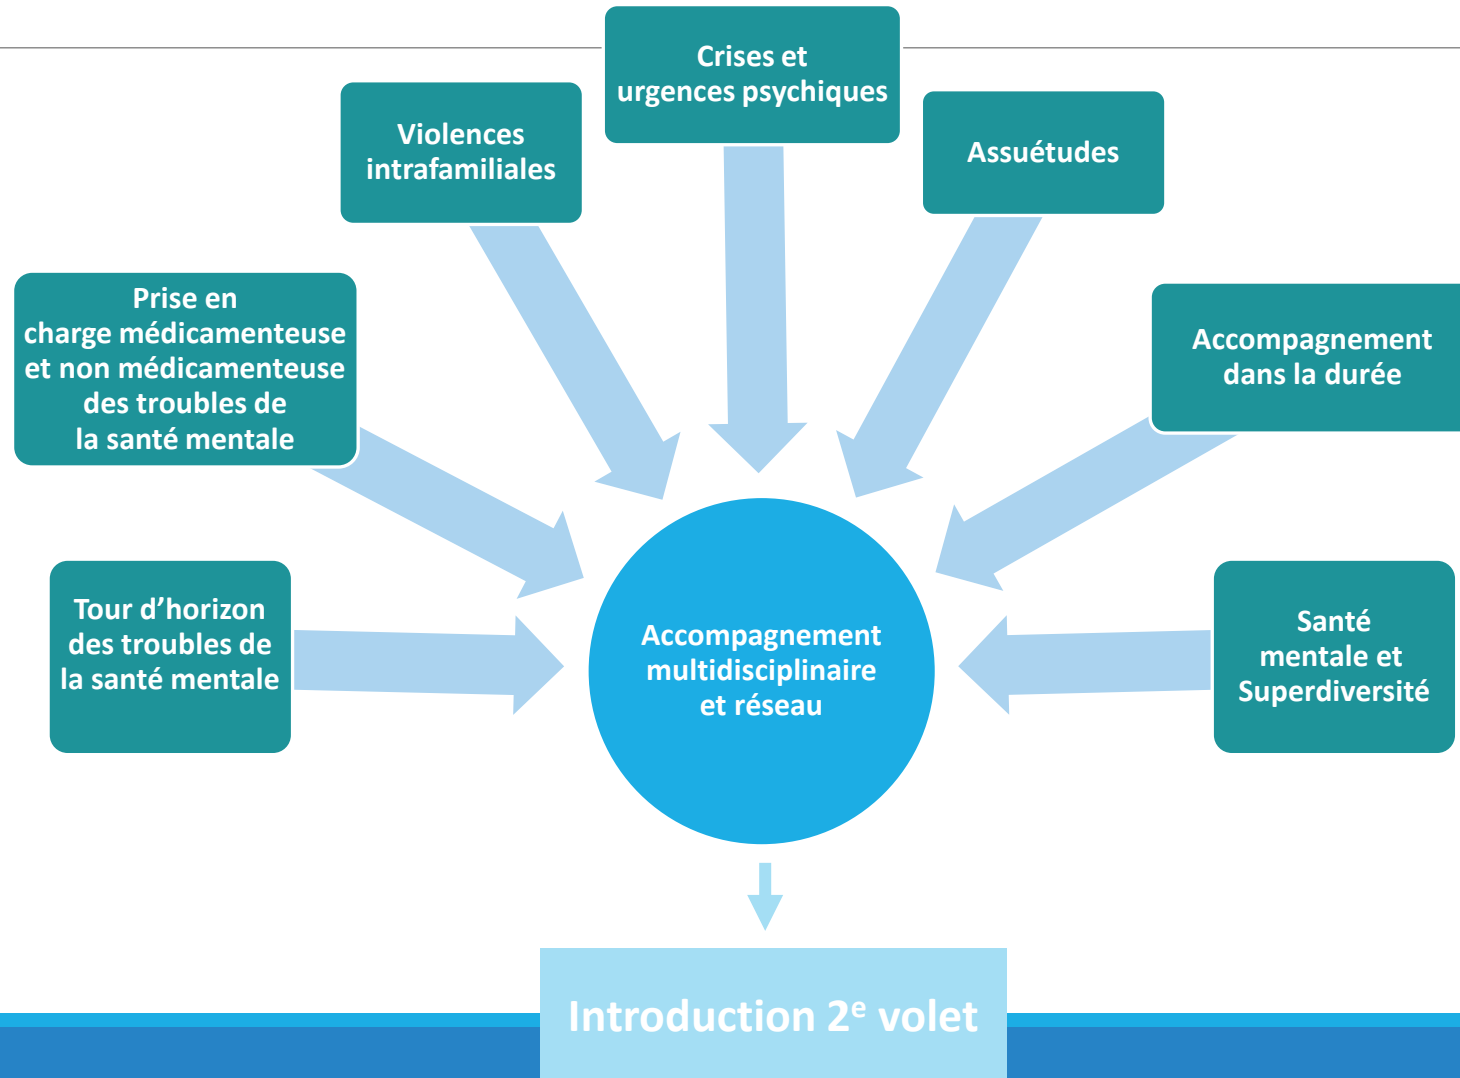 Crises et
urgences psychiques
Violences
intrafamiliales
Assuétudes
Prise en
charge médicamenteuse
et non médicamenteuse
des troubles de
la santé mentale
Accompagnement
dans la durée
Tour d’horizon
des troubles de
la santé mentale
Accompagnement
multidisciplinaire
et réseau
Santé
mentale et
Superdiversité
Introduction 2e volet